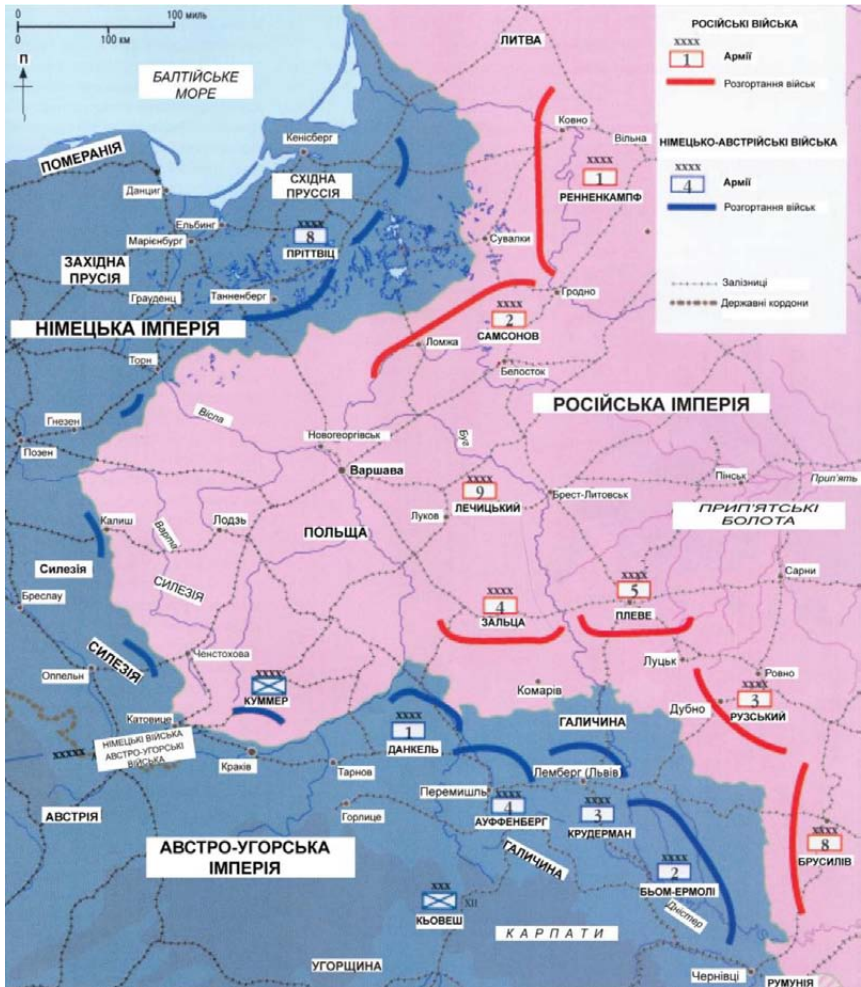 0 100 миль
0 100 км
П
БАЛТІЙСЬКЕ
МОРЕ
ЛИТВА
РОСІЙСЬКІ ВІЙСЬКА
XXXX
1
Армії
Розгортання військ
НІМЕЦЬКО-АВСТРІЙСЬКІ ВІЙСЬКА
XXXX
4
Армії
Розгортання військ
Залізниці
Державні кордони
ПОМЕРАНІЯ
Кенісберг
Ковно
Вільна
XXXX
1
РЕННЕНКАМПФ
СХІДНА
ПРУССІЯ
Данциг
Ельбинг
XXXX
8
ПРІТТВІЦ
Марієнбург
Сувалки
ЗАХІДНА
ПРУСІЯ
Грауденц
Танненберг
Гродно
XXXX
2
САМСОНОВ
НІМЕЦЬКА ІМПЕРІЯ
Ломжа
Торн
Белосток
РОСІЙСЬКА ІМПЕРІЯ
Гнезен
Вісла
Позен
Новогеоргівськ
Буг
Варшава
Пінськ
Прип'ять
XXXX
9
ЛЕЧИЦЬКИЙ
Брест-Литовськ
ПРИП'ЯТСЬКІ
БОЛОТА
Калиш
Варта
Лодзь
Луков
ПОЛЬЩА
Силезія
СИЛЕЗІЯ
Сарни
Бреслау
XXXX
4
ЗАЛЬЦА
XXXX
5
ПЛЕВЕ
СИЛЕЗІЯ
Ченстохова
Луцьк
Ровно
Оппельн
XXXX
КУММЕР
Комарів
Дубно
XXXX
3
РУЗСЬКИЙ
Катовице
НІМЕЦЬКІ ВІЙСЬКА
АВСТРО-УГОРСЬКІ
ВІЙСЬКА
XXXXX
XXXX
1
ДАНКЕЛЬ
ГАЛИЧИНА
Краків
Тарнов
Лемберг (Львів)
Перемишль
АВСТРІЯ
Горлице
XXXX
4
АУФФЕНБЕРГ
XXXX
3
КРУДЕРМАН
XXXX
8
БРУСИЛІВ
АВСТРО-УГОРСЬКА
ІМПЕРІЯ
ГАЛИЧИНА
XXXX
2
БЬОМ-ЕРМОЛІ
XXX
XII
КЬОВЕШ
Дністер
КАРПАТИ
УГОРЩИНА
Чернівці
РУМУНІЯ